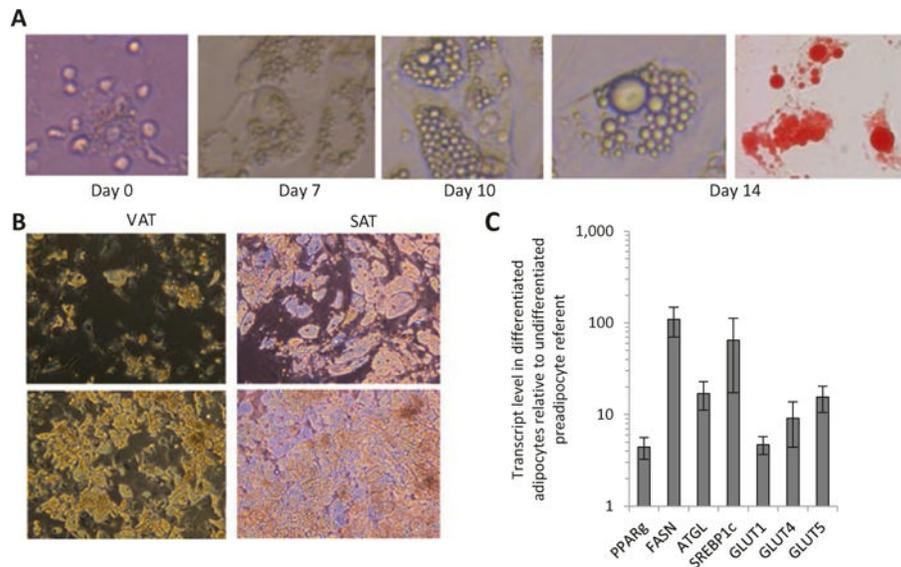 A
Day 0
Day 7
Day 10
Day 14
B
VAT
SAT
C
Transcript level in differentiated
adipocytes relative to undifferentiated
preadipocyte referent
1,000
100
10
1
PPARg
FASN
ATGL
SREBP1c
GLUT1
GLUT4
GLUT5